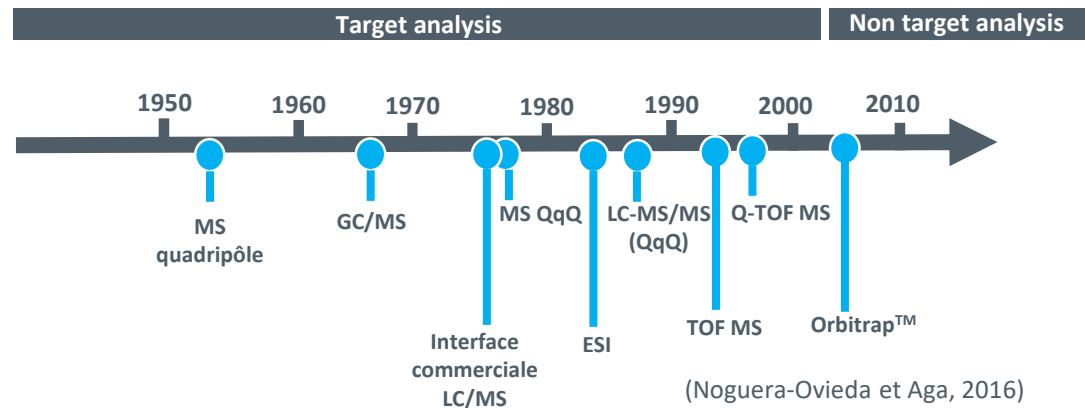 Target analysis
Non target analysis
1950
1960
1970
1980
1990
2000
2010
MS
quadripôle
GC/MS
MS QqQ
LC-MS/MS
(QqQ)
Q-TOF MS
Interface
commerciale
LC/MS
ESI
TOF MS
Orbitrap™
(Noguera-Ovieda et Aga, 2016)